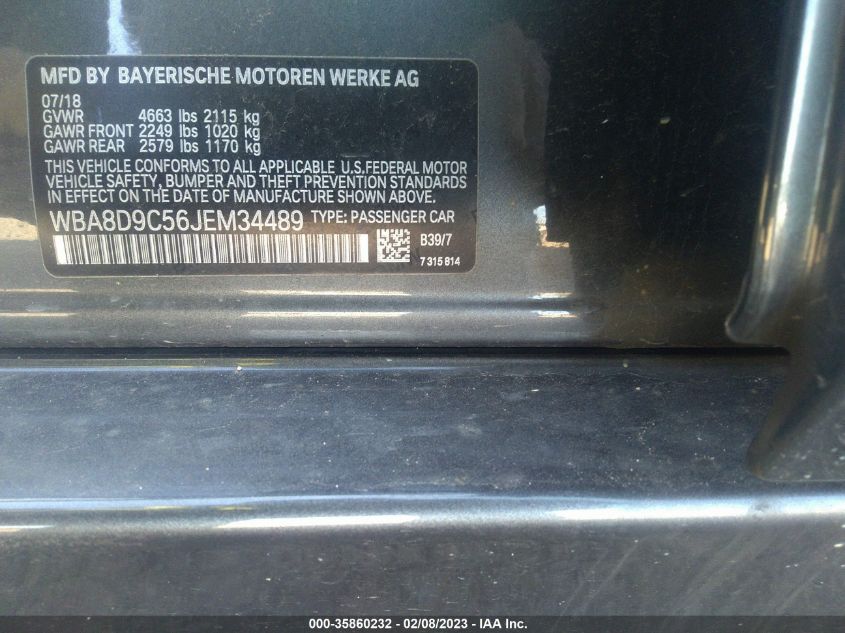 MFD BY BAYERISCHE MOTOREN WERKE AG
07/18
GVWR 4663 lbs 2115 kg
GAWR FRONT 2249 lbs 1020 kg
GAWR REAR 2579 lbs 1170 kg
THIS VEHICLE CONFORMS TO ALL APPLICABLE U.S.FEDERAL MOTOR
VEHICLE SAFETY, BUMPER, AND THEFT PREVENTION STANDARDS
IN EFFECT ON THE DATE OF MANUFACTURE SHOWN ABOVE.
WBA8D9C56JEM34489 TYPE: PASSENGER CAR
B39/7
7 315 814
000-35860232 - 02/08/2023 - IAA Inc.